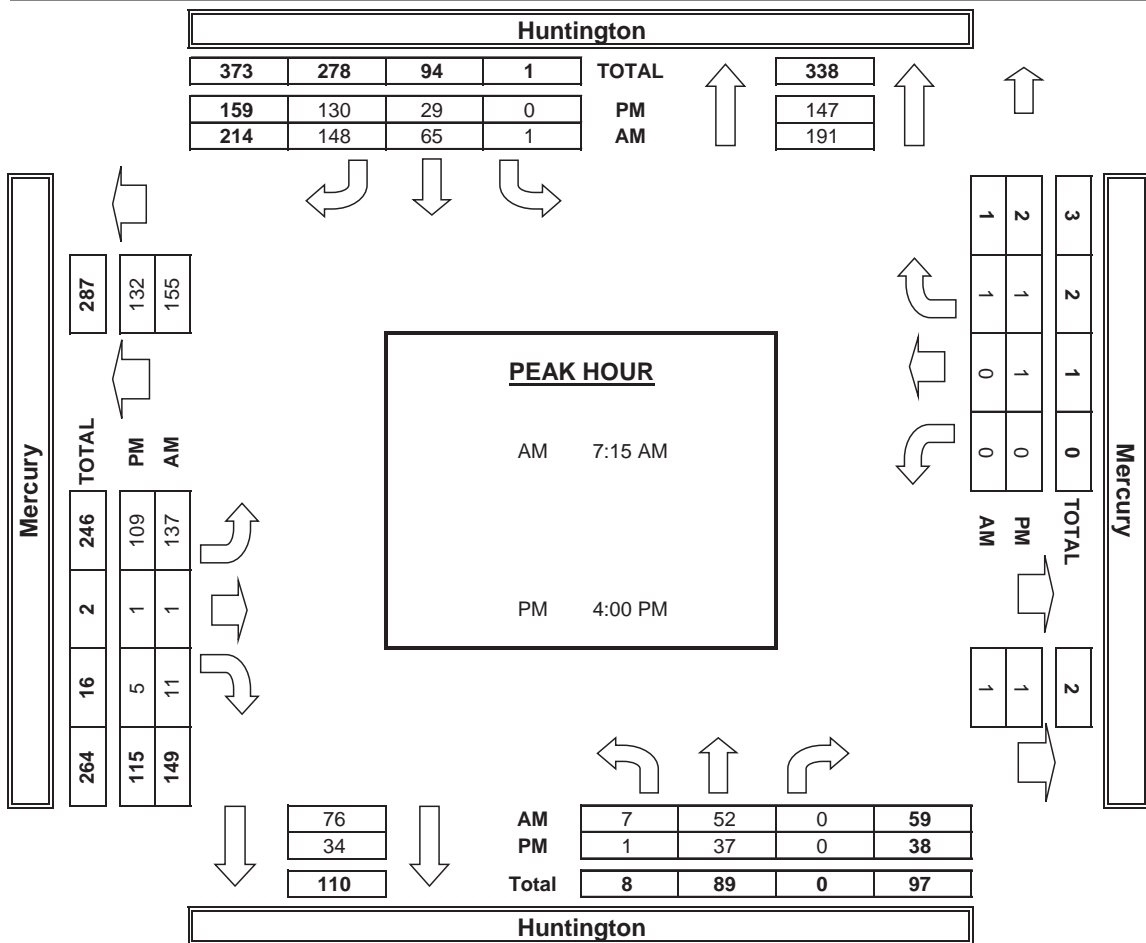 Huntington
373 278 94 1 TOTAL 338
159 130 29 0 PM 147
214 148 65 1 AM 191
Mercury
287
132
155
TOTAL
PM
AM
246 109 137
2 1 1
16 5 11
264 115 149
PEAK HOUR
AM 7:15 AM
PM 4:00 PM
1 2 3
1 1 2
0 1 1
0 0 0
AM PM TOTAL
1 1 2
Mercury
76 AM 7 52 0 59
34 PM 1 37 0 38
110 Total 8 89 0 97
Huntington